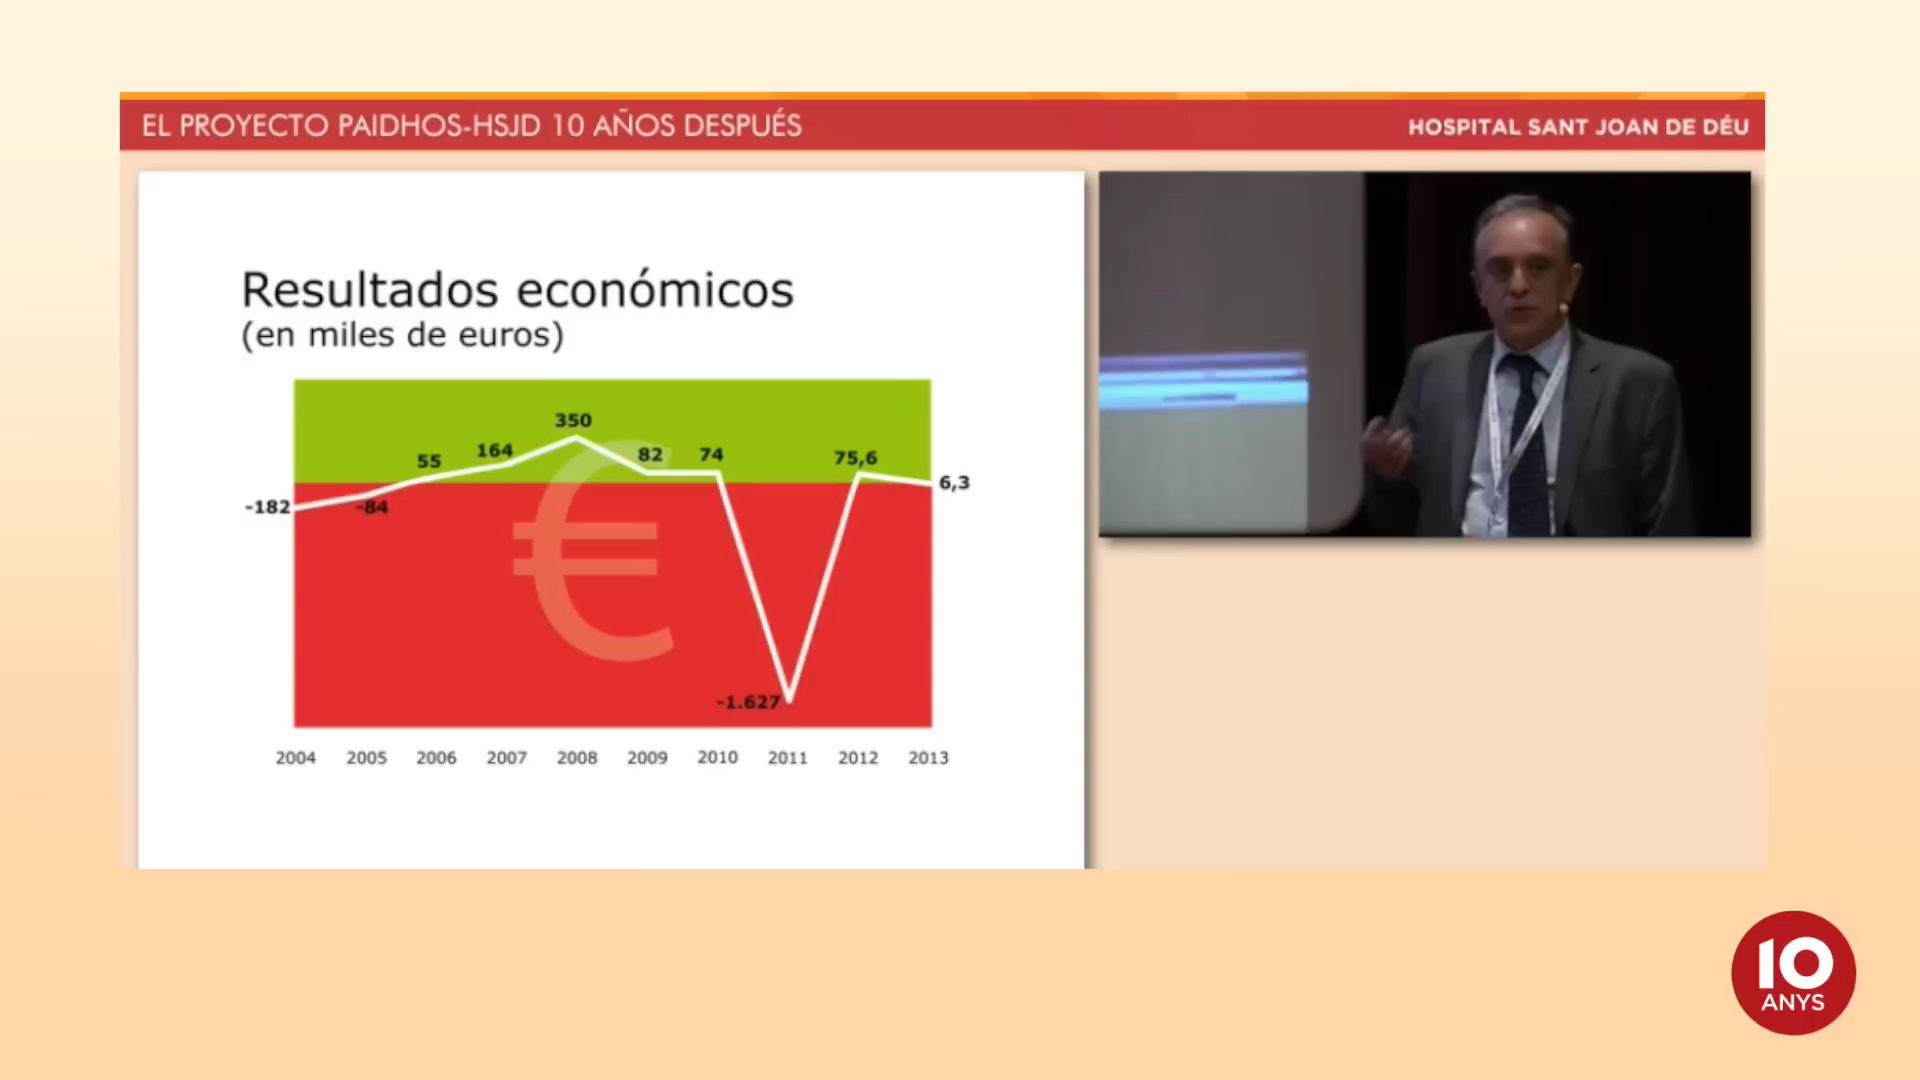 EL PROYECTO PAIDHOS-HSJD 10 AÑOS DESPUÉS
HOSPITAL SANT JOAN DE DÉU
Resultados económicos
(en miles de euros)
350
55
164
82
74
75,6
6,3
-182
-84
-1.627
€
2004 2005 2006 2007 2008 2009 2010 2011 2012 2013
10
ANYS